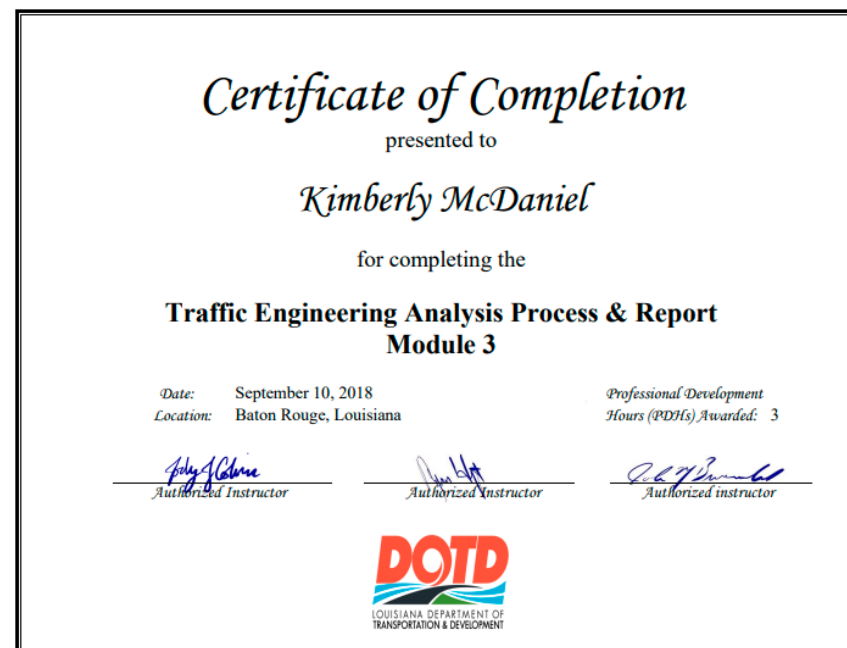 Certificate of Completion
presented to
Kimberly McDaniel
for completing the
Traffic Engineering Analysis Process & Report
Module 3
Date: September 10, 2018
Location: Baton Rouge, Louisiana
Professional Development
Hours (PDHs) Awarded: 3
Authorized Instructor
Authorized Instructor
Authorized instructor
DOTD
LOUISIANA DEPARTMENT OF
TRANSPORTATION & DEVELOPMENT